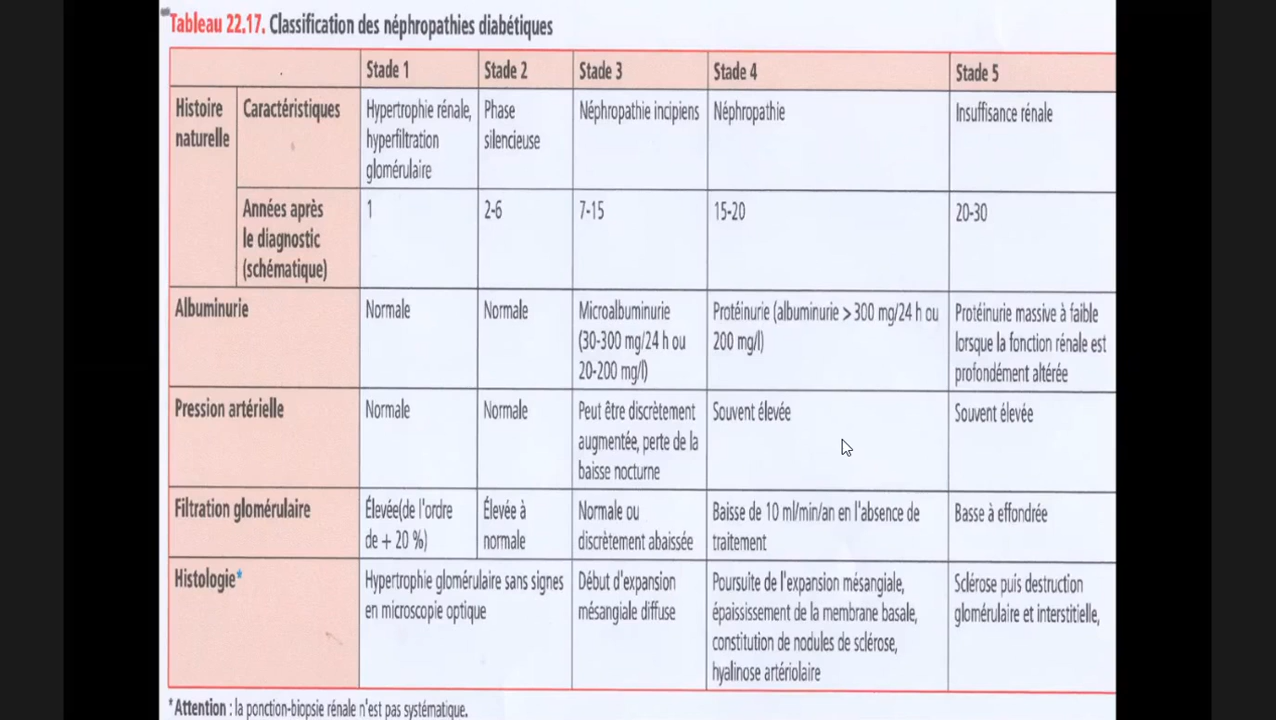 Tableau 22.17. Classification des néphropathies diabétiques
Stade 1
Stade 2
Stade 3
Stade 4
Stade 5
Histoire
naturelle
Caractéristiques
Hypertrophie rénale,
hyperfiltration
glomérulaire
Phase
silencieuse
Néphropathie incipiens
Néphropathie
Insuffisance rénale
Années après
le diagnostic
(schématique)
1
2-6
7-15
15-20
20-30
Albuminurie
Normale
Normale
Microalbuminurie
(30-300 mg/24 h ou
20-200 mg/l)
Protéinurie (albuminurie > 300 mg/24 h ou
200 mg/l)
Protéinurie massive à faible
lorsque la fonction rénale est
profondément altérée
Pression artérielle
Normale
Normale
Peut être discrètement
augmentée, perte de la
baisse nocturne
Souvent élevée
Souvent élevée
Filtration glomérulaire
Élevée(de l'ordre
de + 20 %)
Élevée à
normale
Normale ou
discrètement abaissée
Baisse de 10 ml/min/an en l'absence de
traitement
Basse à effondrée
Histologie*
Hypertrophie glomérulaire sans signes
en microscopie optique
Début d'expansion
mésangiale diffuse
Poursuite de l'expansion mésangiale,
épaississement de la membrane basale,
constitution de nodules de sclérose,
hyalinose artériolaire
Sclérose puis destruction
glomérulaire et interstitielle,
*Attention : la ponction-biopsie rénale n'est pas systématique.